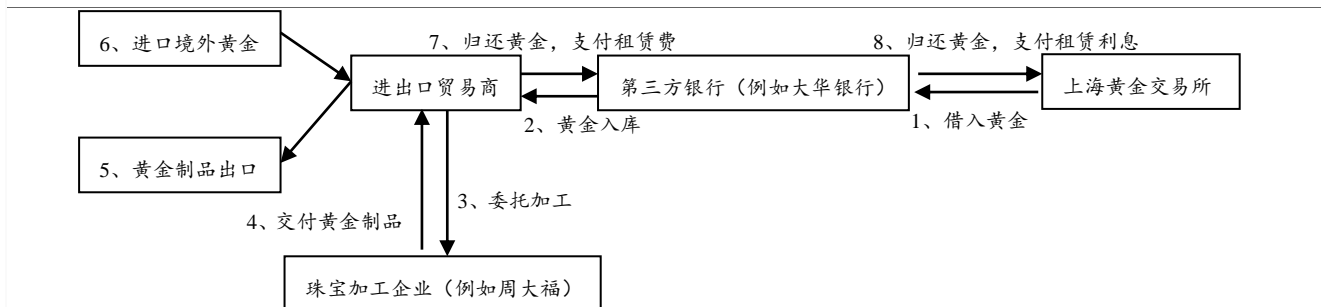 6、进口境外黄金
7、归还黄金，支付租赁费
8、归还黄金，支付租赁利息
进出口贸易商
第三方银行（例如大华银行）
上海黄金交易所
2、黄金入库
1、借入黄金
5、黄金制品出口
3、委托加工
4、交付黄金制品
珠宝加工企业（例如周大福）